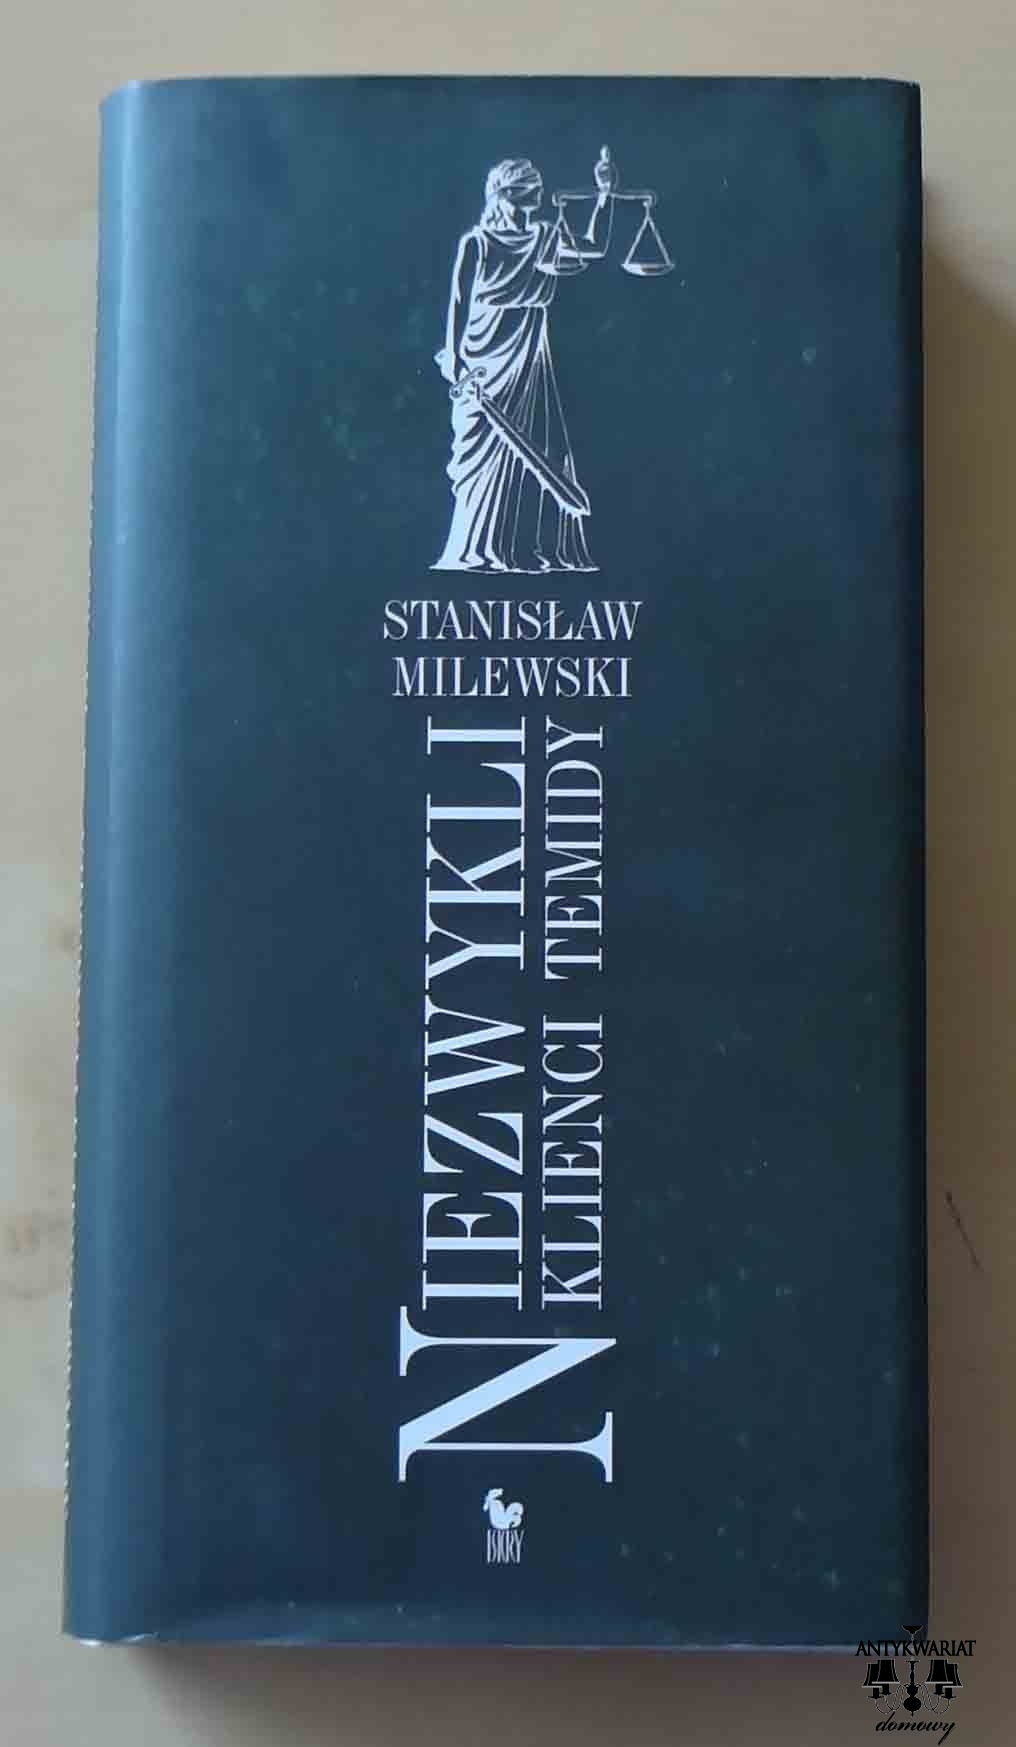 STANISŁAW
MILEWSKI
NIEZWYKLI
KLIENCI TEMIDY
ISKRY
ANTYKWARIAT
domowy